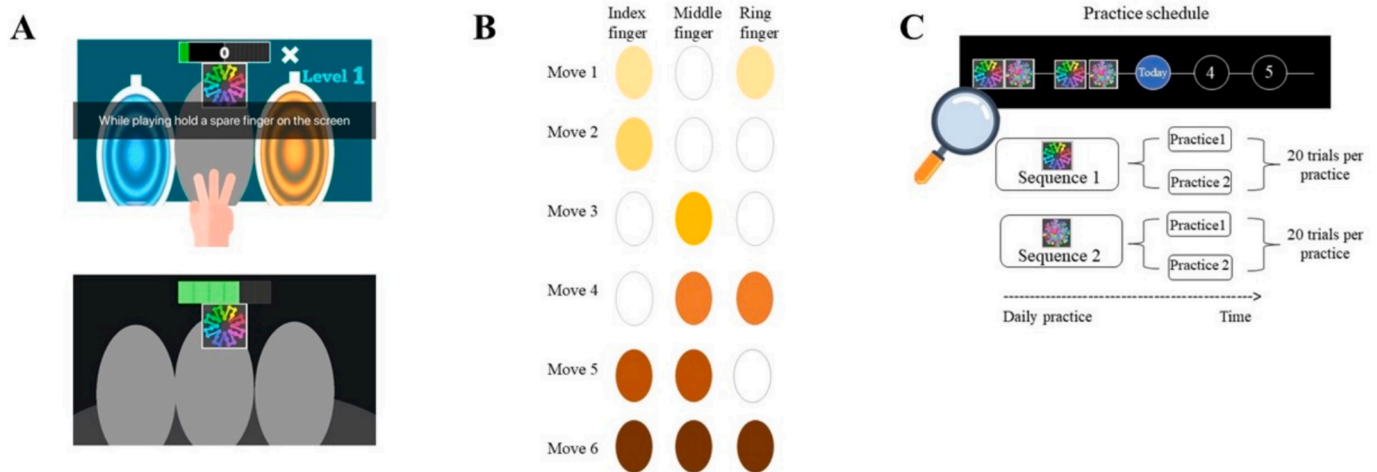 A
0
Level 1
While playing hold a spare finger on the screen
B
Index finger
Middle finger
Ring finger
Move 1
Move 2
Move 3
Move 4
Move 5
Move 6
C
Practice schedule
Today
4
5
Sequence 1
Practice1
Practice 2
20 trials per
practice
Sequence 2
Practice1
Practice 2
20 trials per
practice
Daily practice
Time